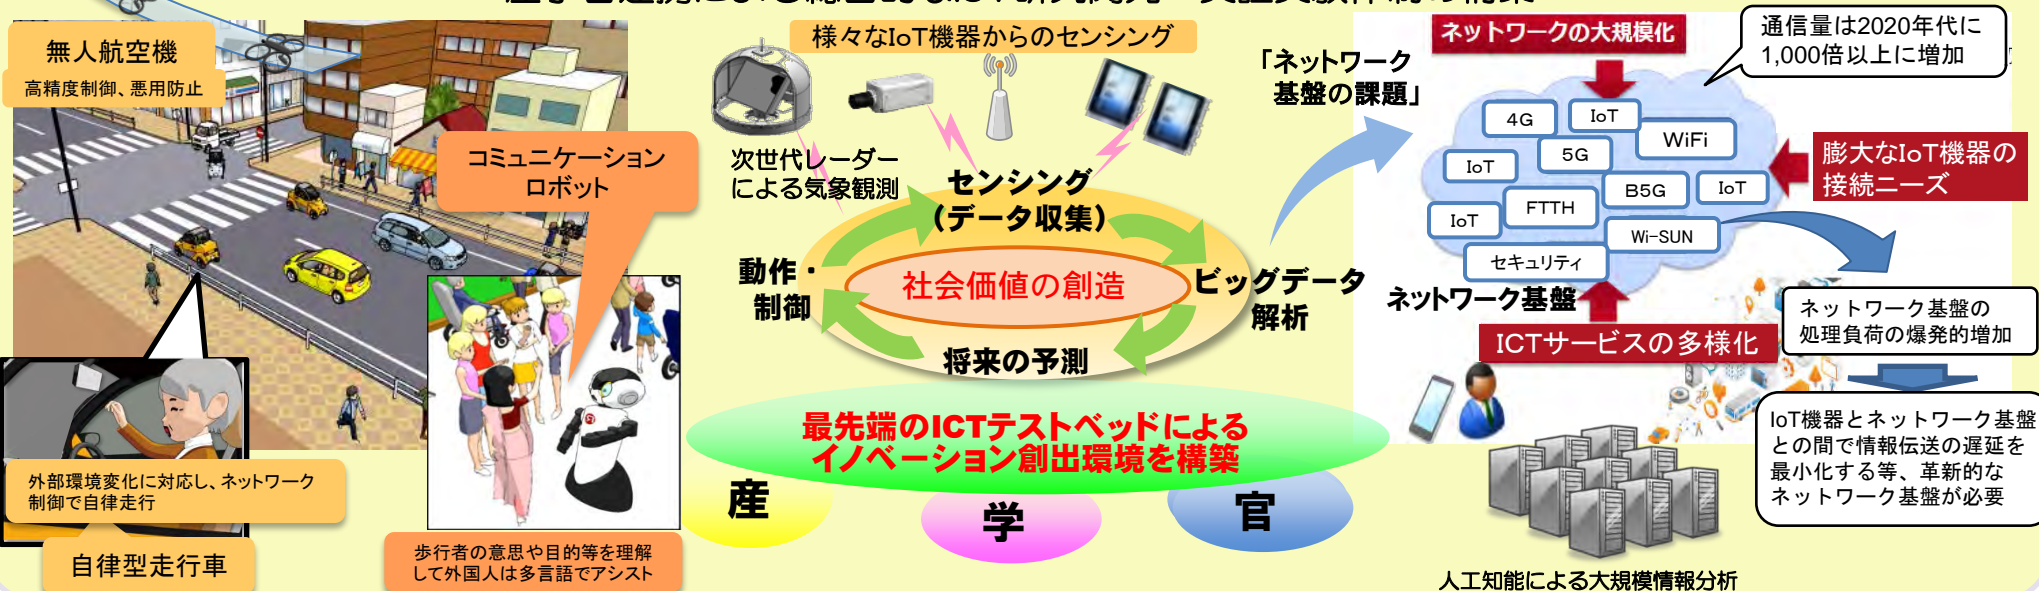 無人航空機
高精度制御、悪用防止
コミュニケーション
ロボット
外部環境変化に対応し、ネットワーク
制御で自律走行
自律型走行車
歩行者の意思や目的等を理解
して外国人は多言語でアシスト
様々なIoT機器からのセンシング
次世代レーダー
による気象観測
センシング
(データ収集)
動作・
制御
社会価値の創造
ビッグデータ
解析
将来の予測
最先端のICTテストベッドによる
イノベーション創出環境を構築
産
学
官
「ネットワーク
基盤の課題」
ネットワークの大規模化
通信量は2020年代に
1,000倍以上に増加
4G
IoT
WiFi
5G
IoT
B5G
IoT
FTTH
IoT
Wi-SUN
セキュリティ
膨大なIoT機器の
接続ニーズ
ネットワーク基盤
ICTサービスの多様化
ネットワーク基盤の
処理負荷の爆発的増加
IoT機器とネットワーク基盤
との間で情報伝送の遅延を
最小化する等、革新的な
ネットワーク基盤が必要
人工知能による大規模情報分析